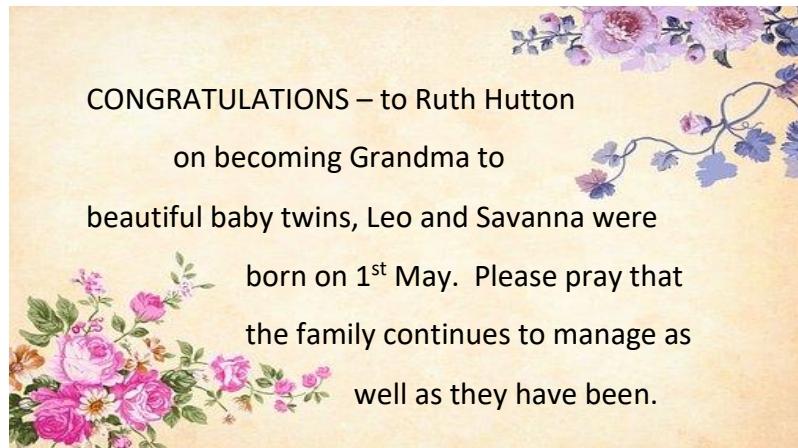 CONGRATULATIONS – to Ruth Hutton
on becoming Grandma to
beautiful baby twins, Leo and Savanna were
born on 1st May.  Please pray that
the family continues to manage as
well as they have been.